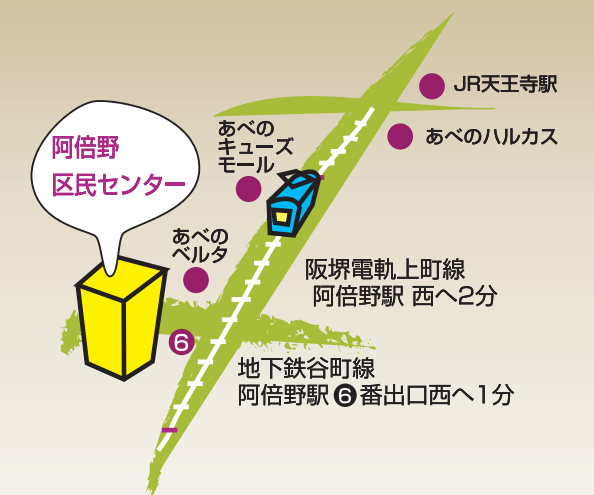 JR天王寺駅
あべのハルカス
あべの
キューズ
モール
阿倍野
区民センター
あべの
ベルタ
阪堺電軌上町線
阿倍野駅 西へ2分
6
地下鉄谷町線
阿倍野駅 6 番出口西へ1分